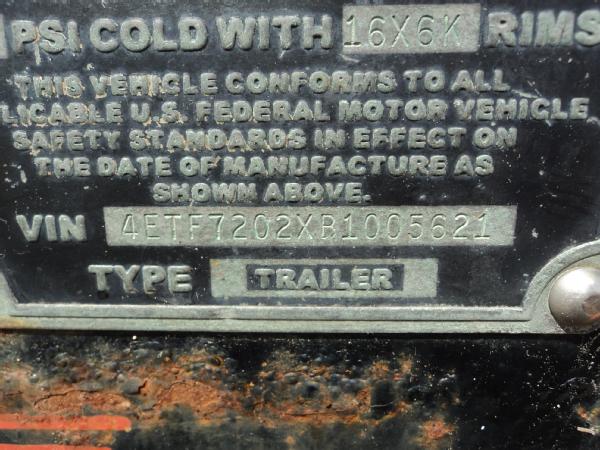 PSI COLD WITH 16X6K RIMS
THIS VEHICLE CONFORMS TO ALL
LICABLE U.S. FEDERAL MOTOR VEHICLE
SAFETY STANDARDS IN EFFECT ON
THE DATE OF MANUFACTURE AS
SHOWN ABOVE.
VIN 4ETF7202XB1005621
TYPE TRAILER